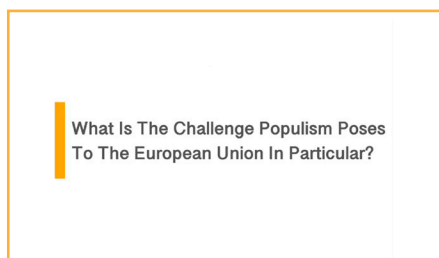 What Is The Challenge Populism Poses
To The European Union In Particular?